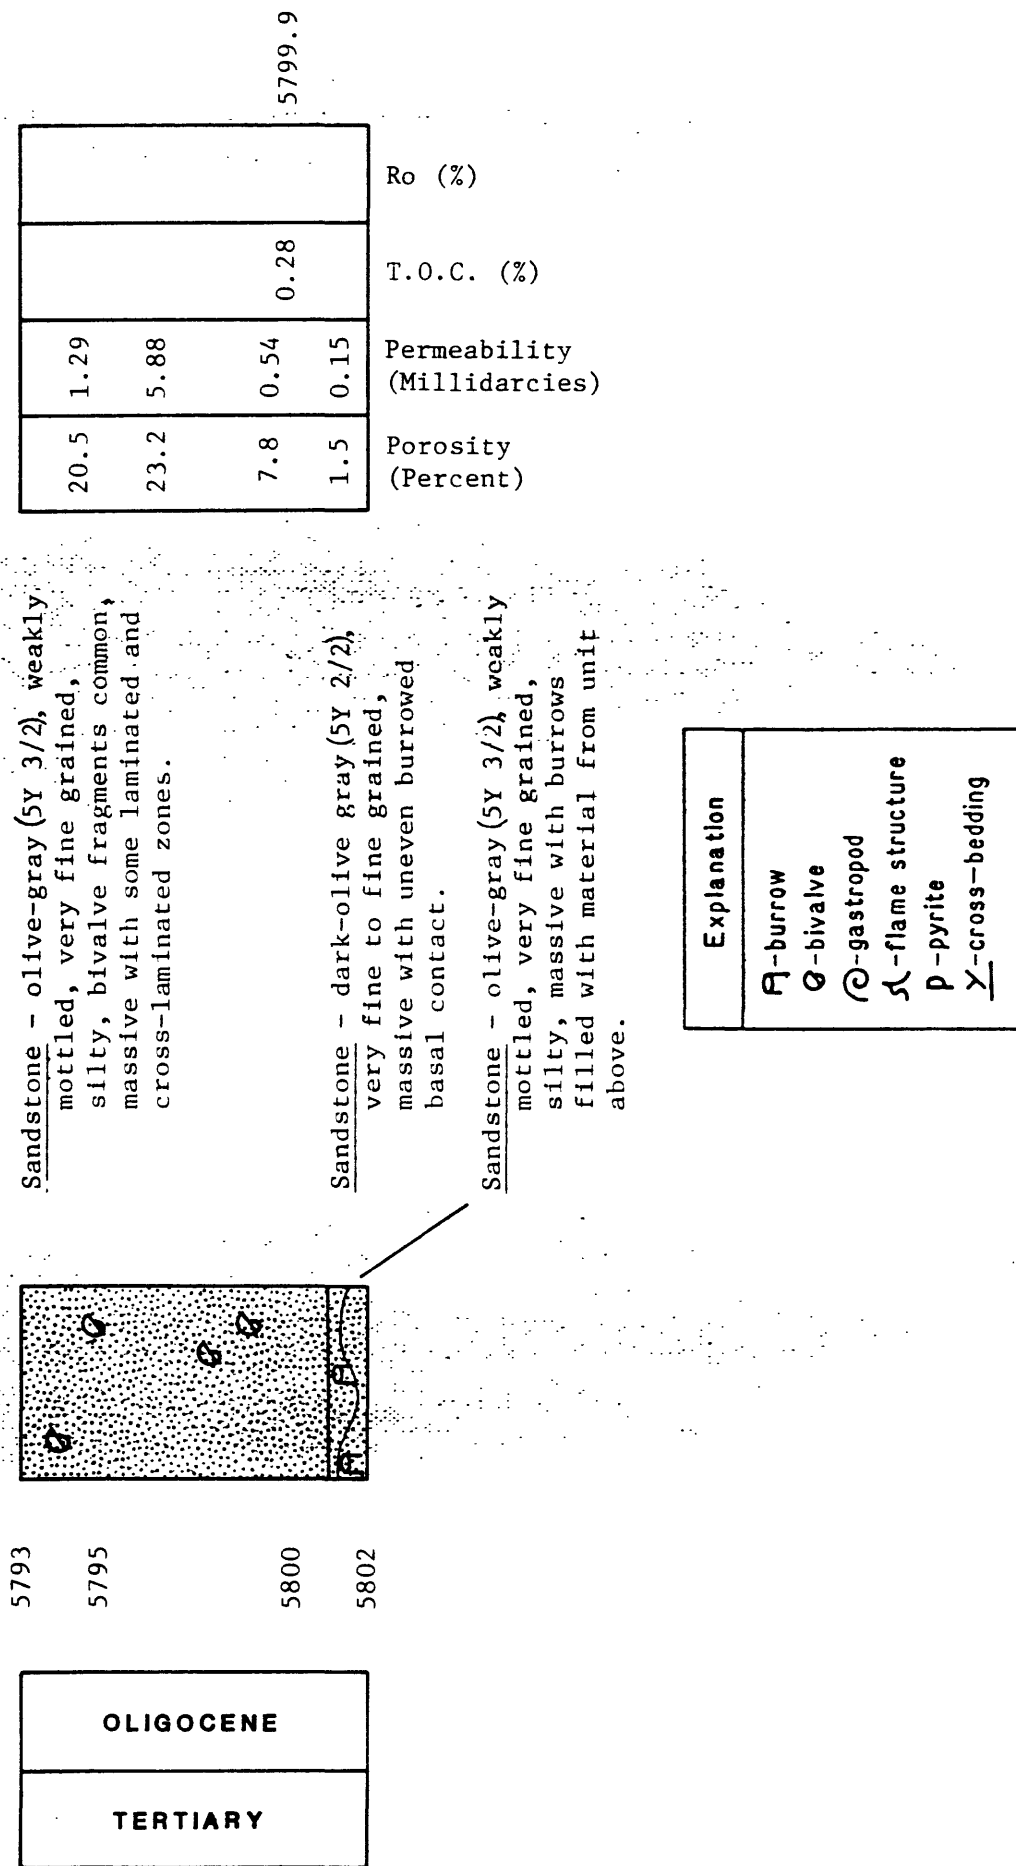 TERTIARY
OLIGOCENE
5793
5795
5800
5802
Sandstone - olive-gray (5Y 3/2), weakly
mottled, very fine grained,
silty, bivalve fragments common,
massive with some laminated and
cross-laminated zones.
Sandstone - dark-olive gray (5Y 2/2),
very fine to fine grained,
massive with uneven burrowed
basal contact.
Sandstone - olive-gray (5Y 3/2), weakly
mottled, very fine grained,
silty, massive with burrows
filled with material from unit
above.
20.5 1.29
23.2 5.88
7.8 0.54 0.28
1.5 0.15
Porosity
(Percent)
Permeability
(Millidarcies)
T.O.C. (%)
Ro (%)
5799.9
Explanation
-burrow
-bivalve
-gastropod
-flame structure
P-pyrite
-cross-bedding